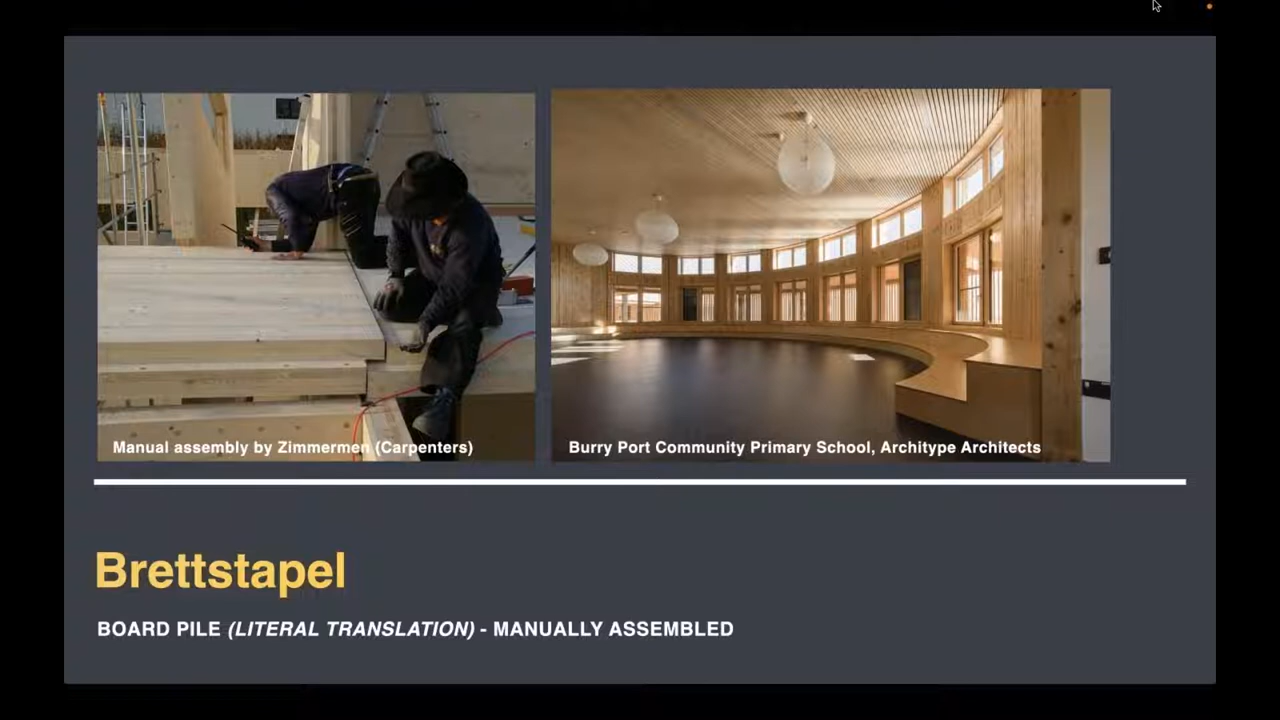 Manual assembly by Zimmermen (Carpenters)
Burry Port Community Primary School, Architype Architects
Brettstapel
BOARD PILE (LITERAL TRANSLATION) - MANUALLY ASSEMBLED